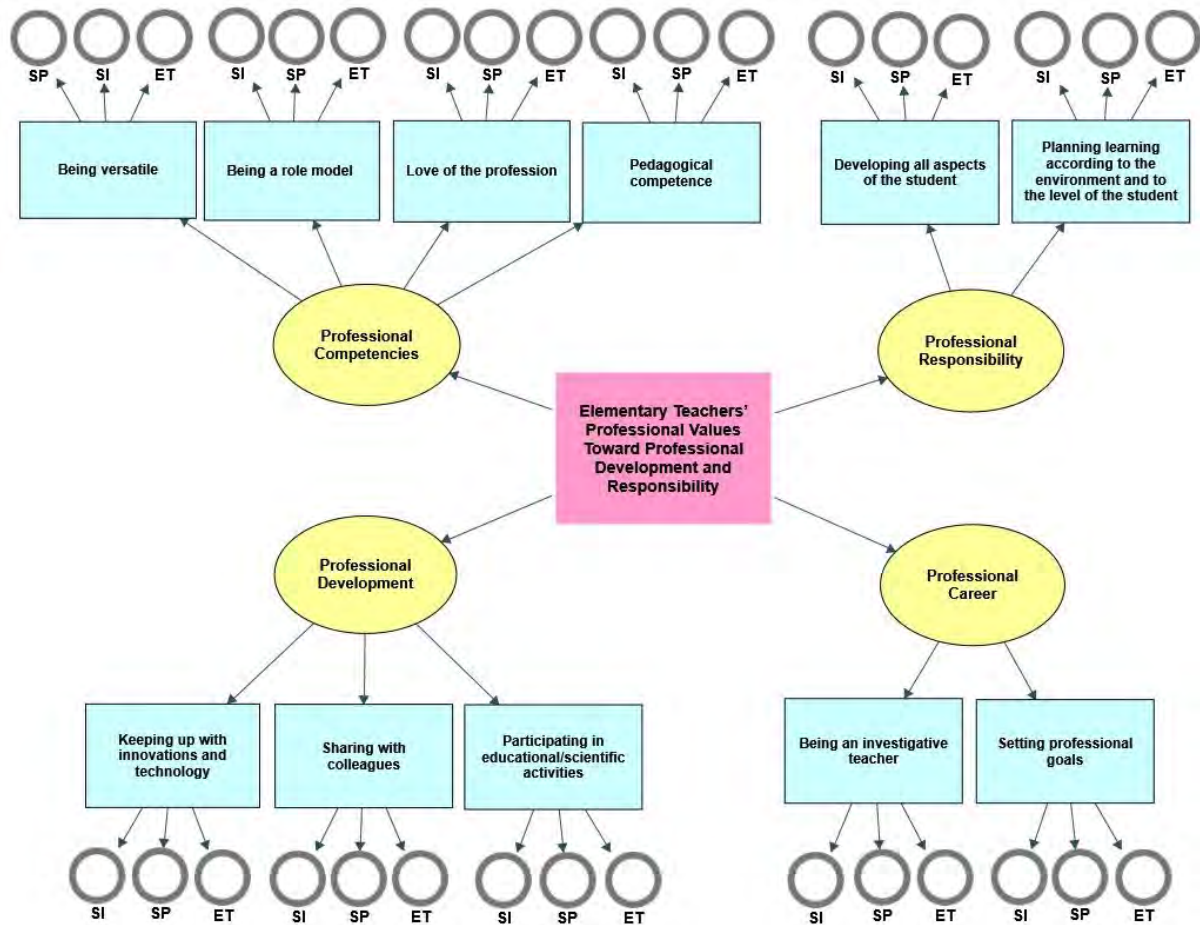 SP SI ET SI SP ET SI SP ET SI SP ET SI SP ET SI SP ET
Being versatile
Being a role model
Love of the profession
Pedagogical
competence
Developing all aspects
of the student
Planning learning
according to the
environment and to
the level of the student
Professional
Competencies
Professional
Responsibility
Elementary Teachers'
Professional Values
Toward Professional
Development and
Responsibility
Professional
Development
Professional
Career
Keeping up with
innovations and
technology
Sharing with
colleagues
Participating in
educational/scientific
activities
Being an investigative
teacher
Setting professional
goals
SI SP ET SI SP ET SI SP ET SI SP ET SI SP ET